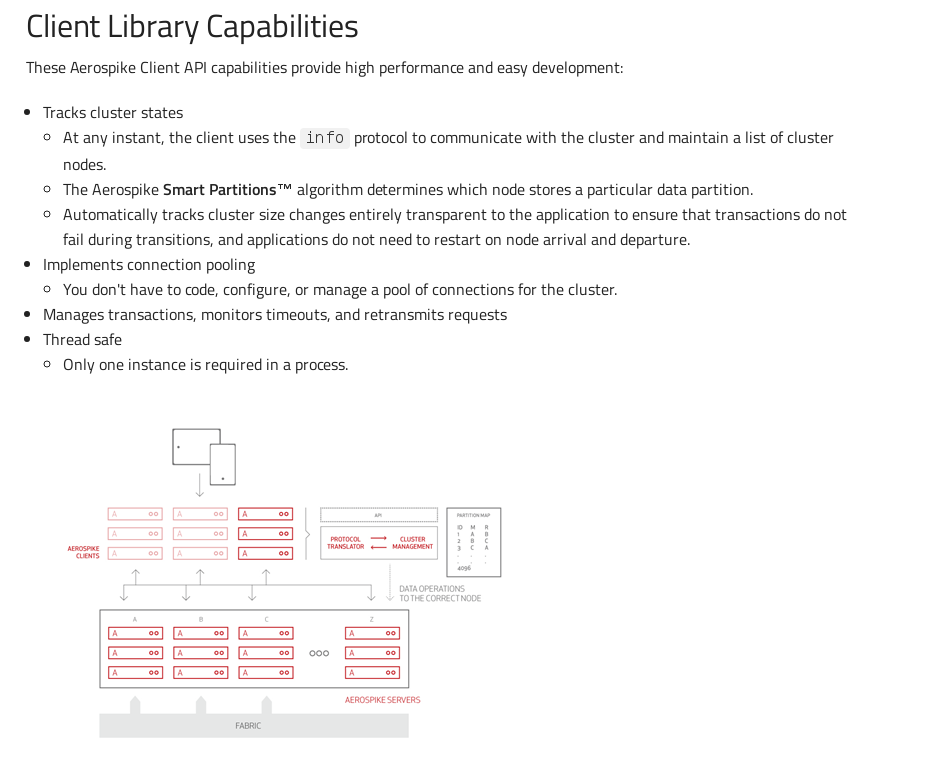 Client Library Capabilities
These Aerospike Client API capabilities provide high performance and easy development:
Tracks cluster states
At any instant, the client uses the info protocol to communicate with the cluster and maintain a list of cluster
nodes.
The Aerospike Smart Partitions™ algorithm determines which node stores a particular data partition.
Automatically tracks cluster size changes entirely transparent to the application to ensure that transactions do not
fail during transitions, and applications do not need to restart on node arrival and departure.
Implements connection pooling
You don't have to code, configure, or manage a pool of connections for the cluster.
Manages transactions, monitors timeouts, and retransmits requests
Thread safe
Only one instance is required in a process.
A A A
A A A
A A A
AEROSPIKE
CLIENTS
API
PROTOCOL
TRANSLATOR
CLUSTER
MANAGEMENT
PARTITION MAP
ID M R
1 A B
2 B C
3 C A
. . .
. . .
4096
DATA OPERATIONS
TO THE CORRECT NODE
A B C Z
A A A A
A A A A
A A A A
AEROSPIKE SERVERS
FABRIC